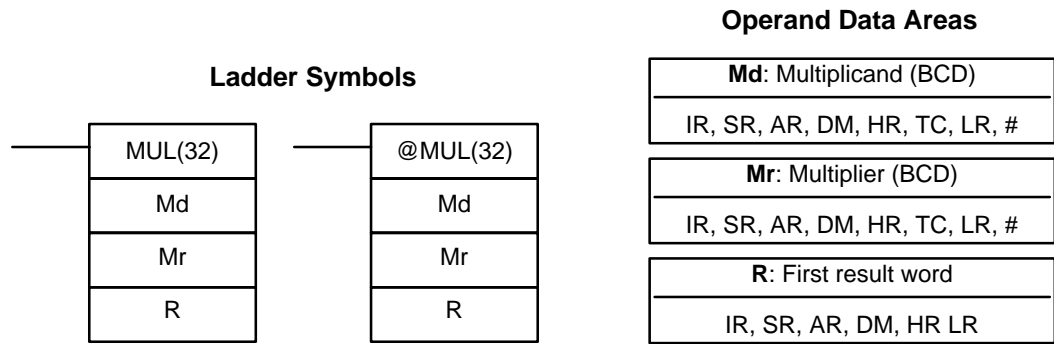 Ladder Symbols
MUL(32)
Md
Mr
R
@MUL(32)
Md
Mr
R
Operand Data Areas
Md: Multiplicand (BCD)
IR, SR, AR, DM, HR, TC, LR, #
Mr: Multiplier (BCD)
IR, SR, AR, DM, HR, TC, LR, #
R: First result word
IR, SR, AR, DM, HR LR